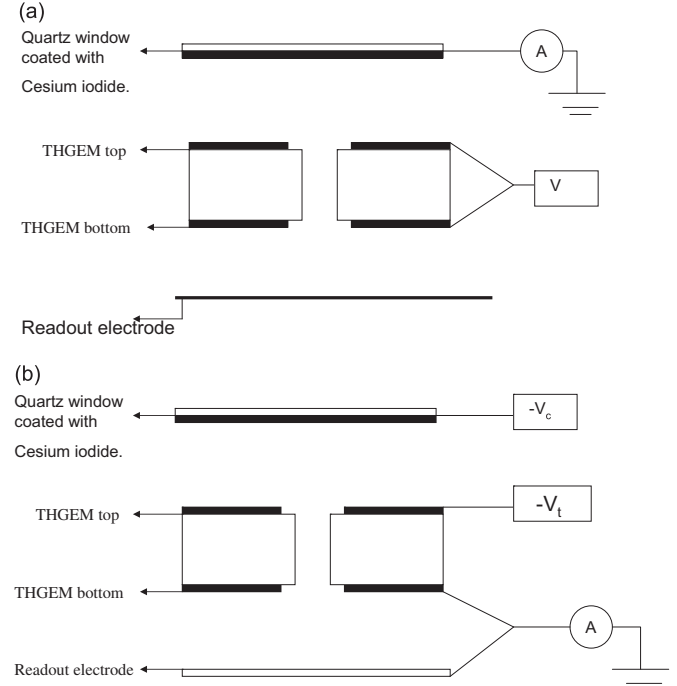 (a)
Quartz window
coated with
Cesium iodide.
A
THGEM top
V
THGEM bottom
Readout electrode
(b)
Quartz window
coated with
Cesium iodide.
-Vc
THGEM top
-Vt
THGEM bottom
A
Readout electrode